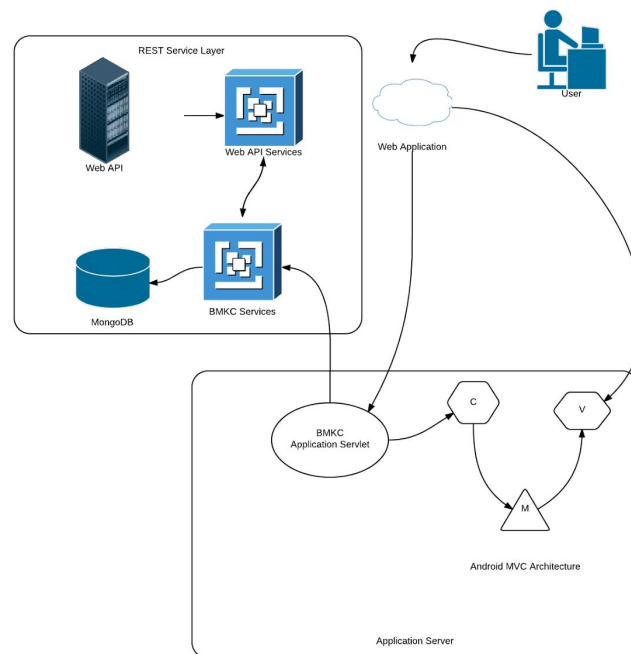 REST Service Layer
User
Web API
Web API Services
Web Application
MongoDB
BMKC Services
BMKC
Application Servlet
C
V
M
Android MVC Architecture
Application Server